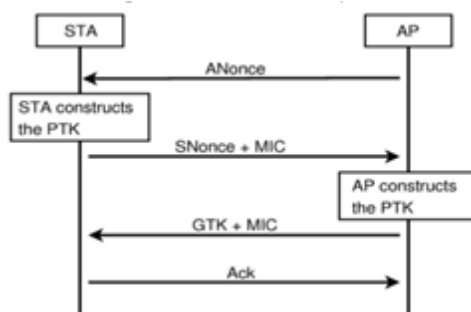 STA
AP
ANonce
STA constructs
the PTK
SNonce + MIC
AP constructs
the PTK
GTK + MIC
Ack